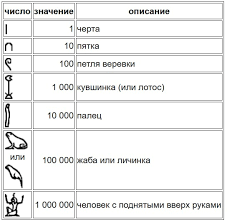 число значение описание
1 черта
10 пятка
100 петля веревки
1 000 кувшинка (или лотос)
10 000 палец
или 100 000 жаба или личинка
1 000 000 человек с поднятыми вверх руками